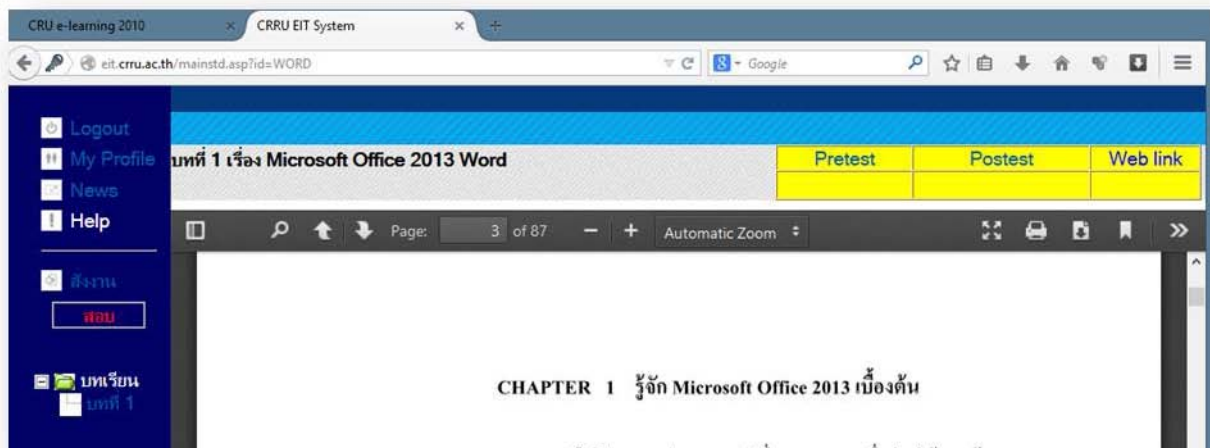 CRU e-learning 2010
CRRU EIT System
eit.crru.ac.th/mainstd.asp?id=WORD
Google
Logout
My Profile
News
Help
สั่งงาน
สอบ
บทเรียน
บทที่ 1
บทที่ 1 เรื่อง Microsoft Office 2013 Word
Pretest Postest Web link
Page: 3 of 87 Automatic Zoom
CHAPTER 1 รู้จัก Microsoft Office 2013 เบื้องต้น